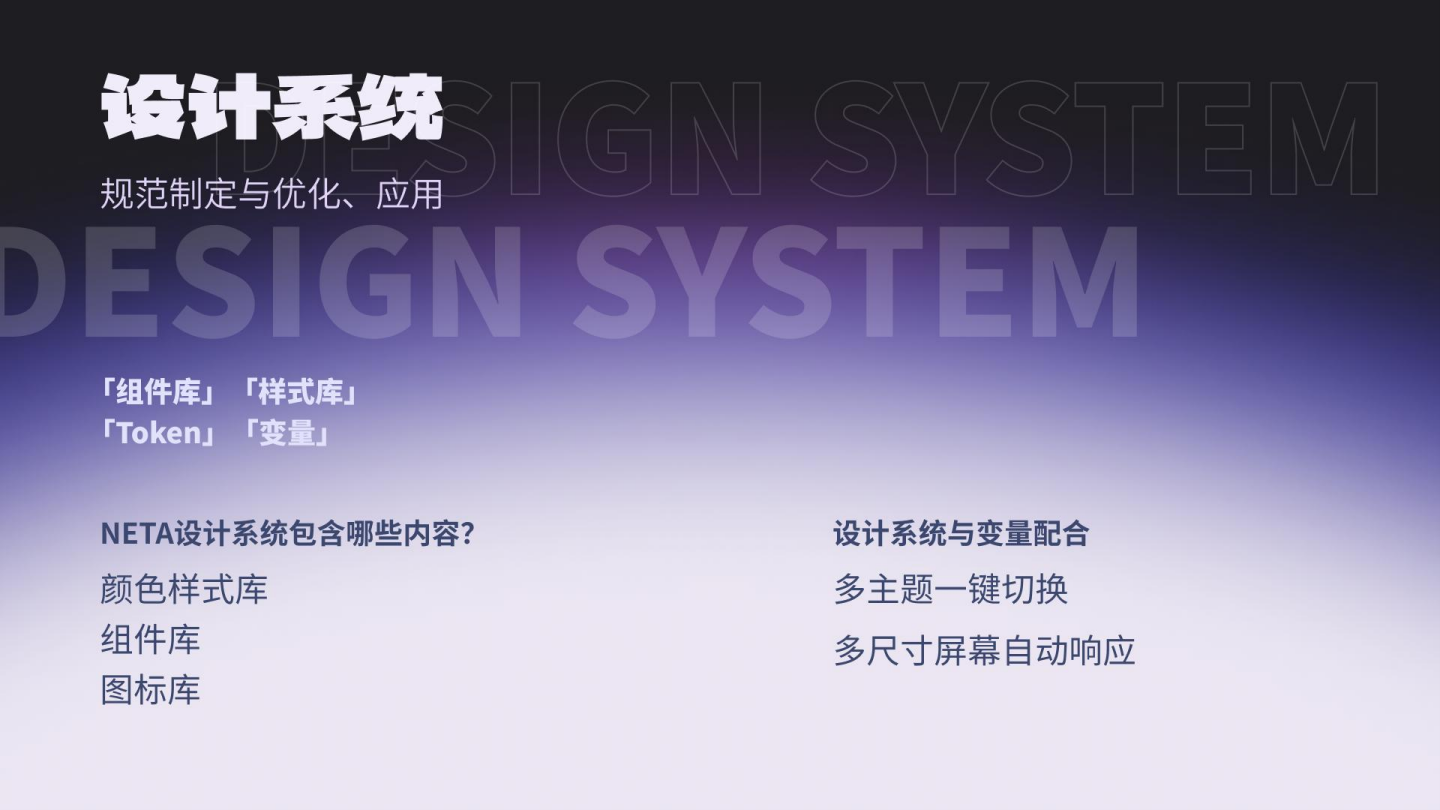 设计系统
DESIGN SYSTEM
规范制定与优化、应用
DESIGN SYSTEM
「组件库」「样式库」
「Token」「变量」
NETA设计系统包含哪些内容?
颜色样式库
组件库
图标库
设计系统与变量配合
多主题一键切换
多尺寸屏幕自动响应